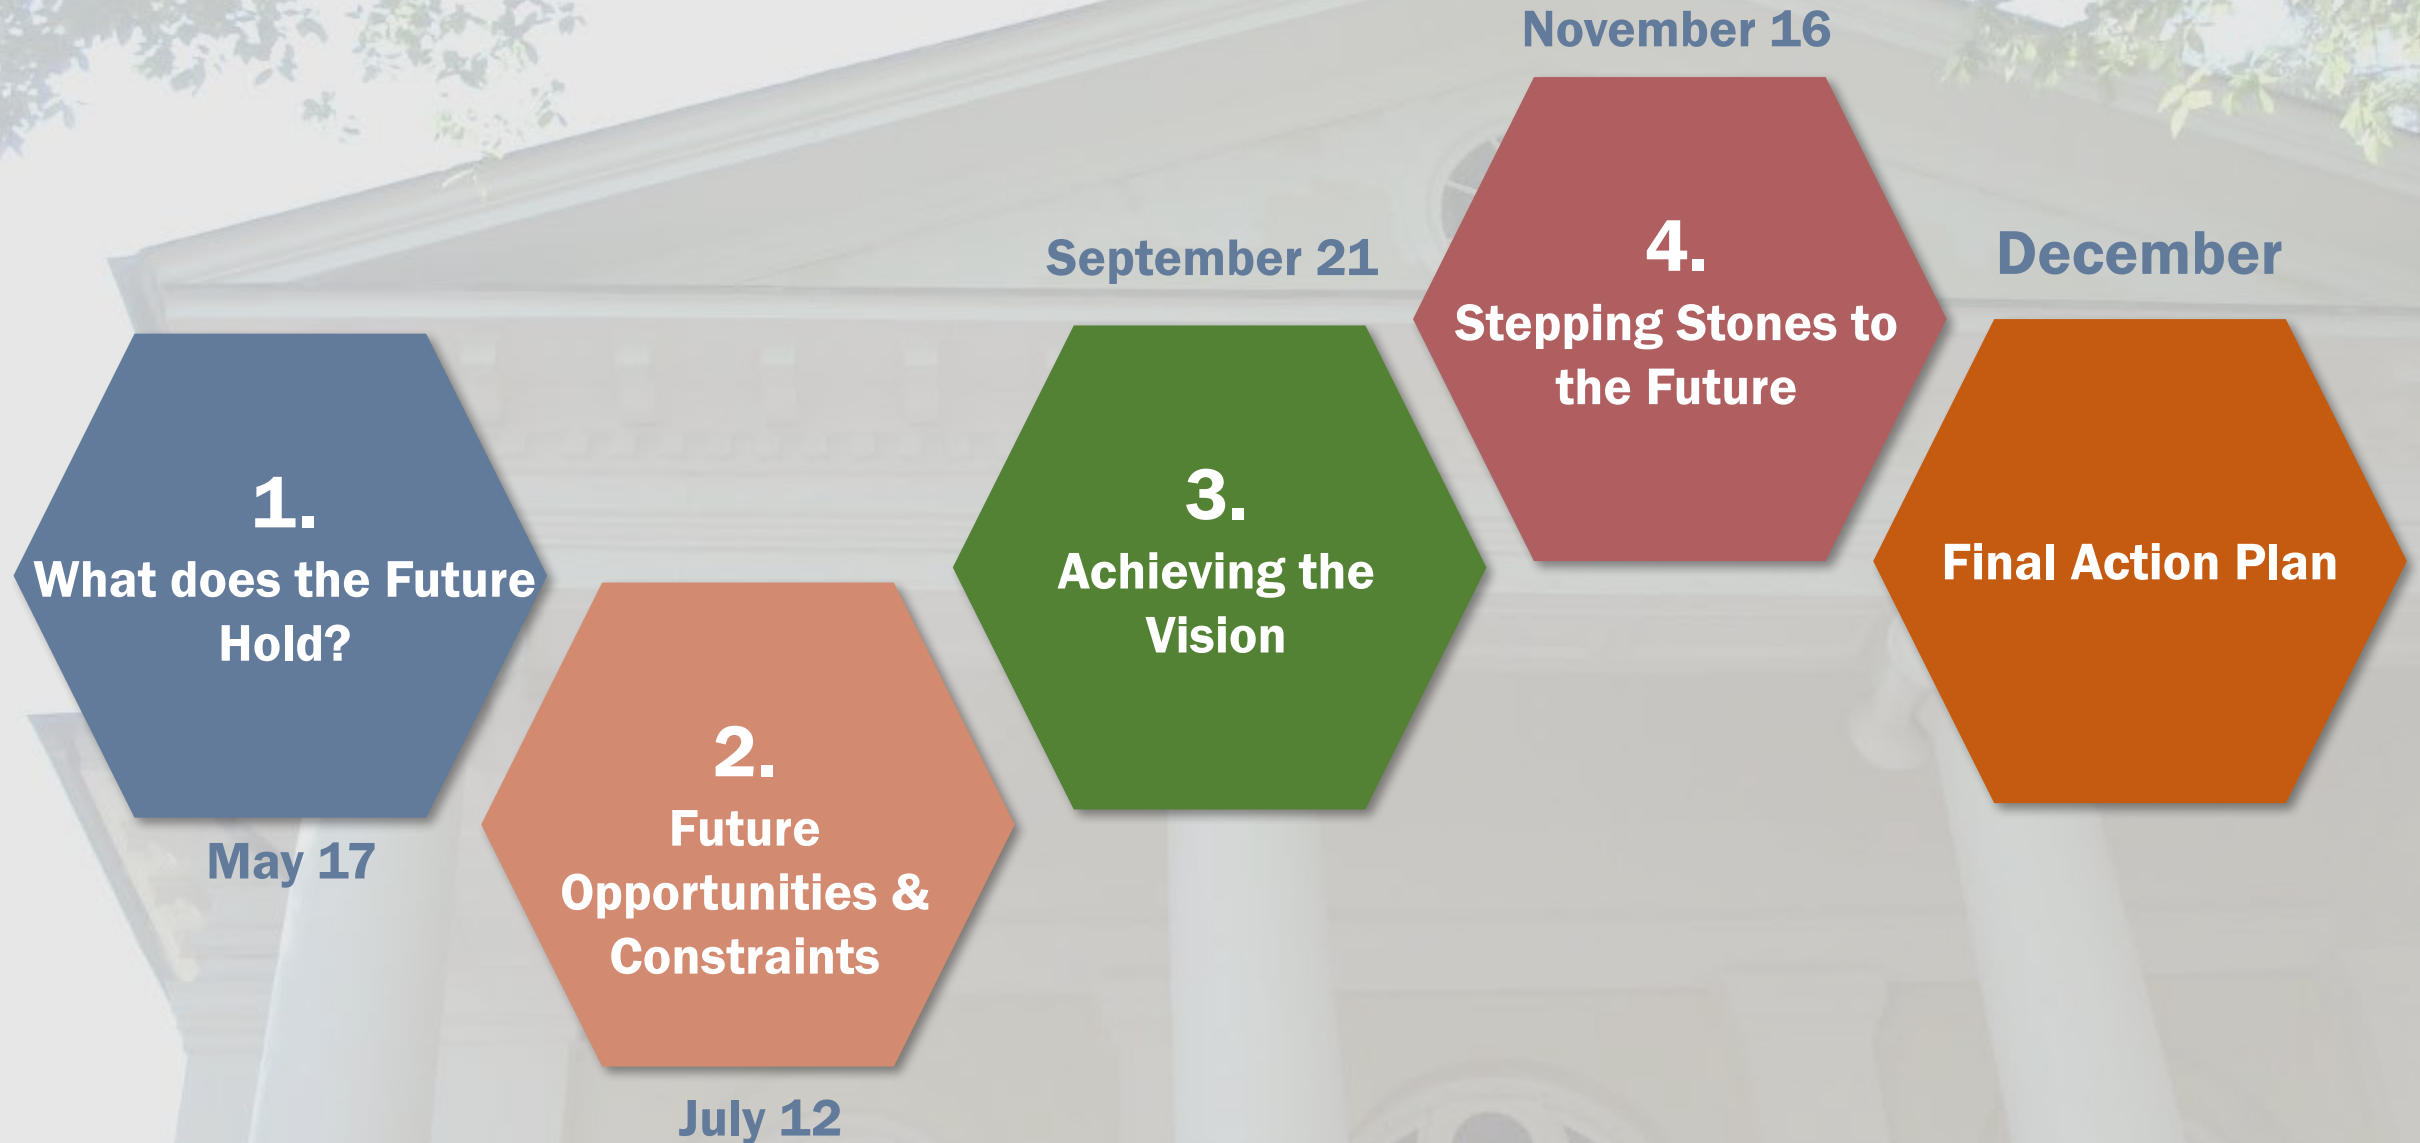 1.
What does the Future
Hold?
May 17
2.
Future
Opportunities &
Constraints
July 12
September 21
3.
Achieving the
Vision
November 16
4.
Stepping Stones to
the Future
December
Final Action Plan